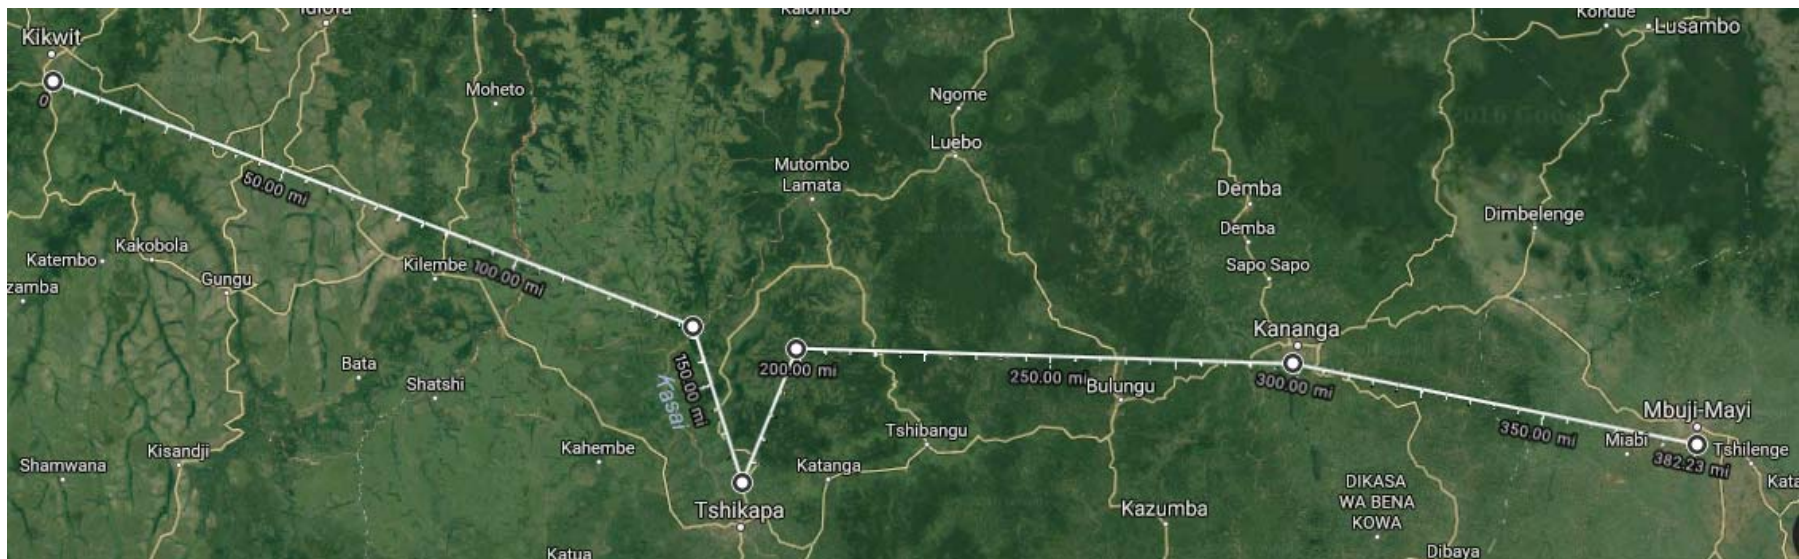 Kikwit
0
Moheto
Kondue
Lusambo
Ngome
Luebo
Mutombo
Lamata
50.00 mi
Demba
Demba
Dimbelenge
Kakobola
Katembo
Gungu
Kilembe
100.00 mi
Sapo Sapo
zamba
Kananga
Bata
Shatshi
150.00 mi
Kasai
200.00 mi
250.00 mi
Bulungu
300.00 mi
Mbuji-Mayi
350.00 mi
Miabi
Tshilenge
382.23 mi
Tshibangu
Kisandji
Shamwana
Kahembe
Katanga
Kata
DIKASA
WA BENA
KOWA
Tshikapa
Kazumba
Katua
Dibaya